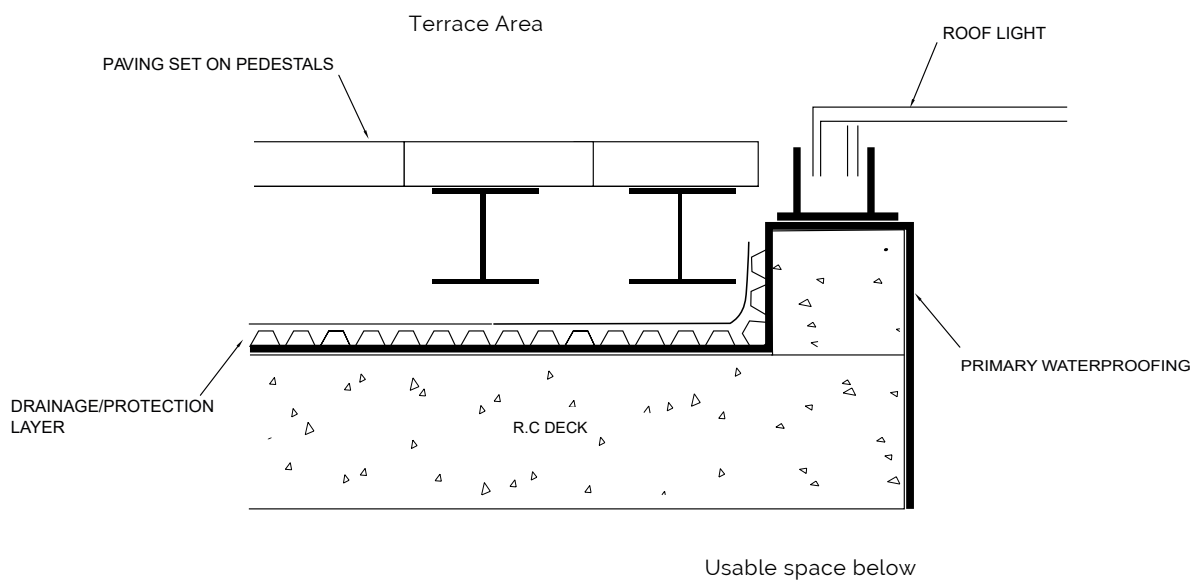 Terrace Area
ROOF LIGHT
PAVING SET ON PEDESTALS
PRIMARY WATERPROOFING
DRAINAGE/PROTECTION
LAYER
R.C DECK
Usable space below